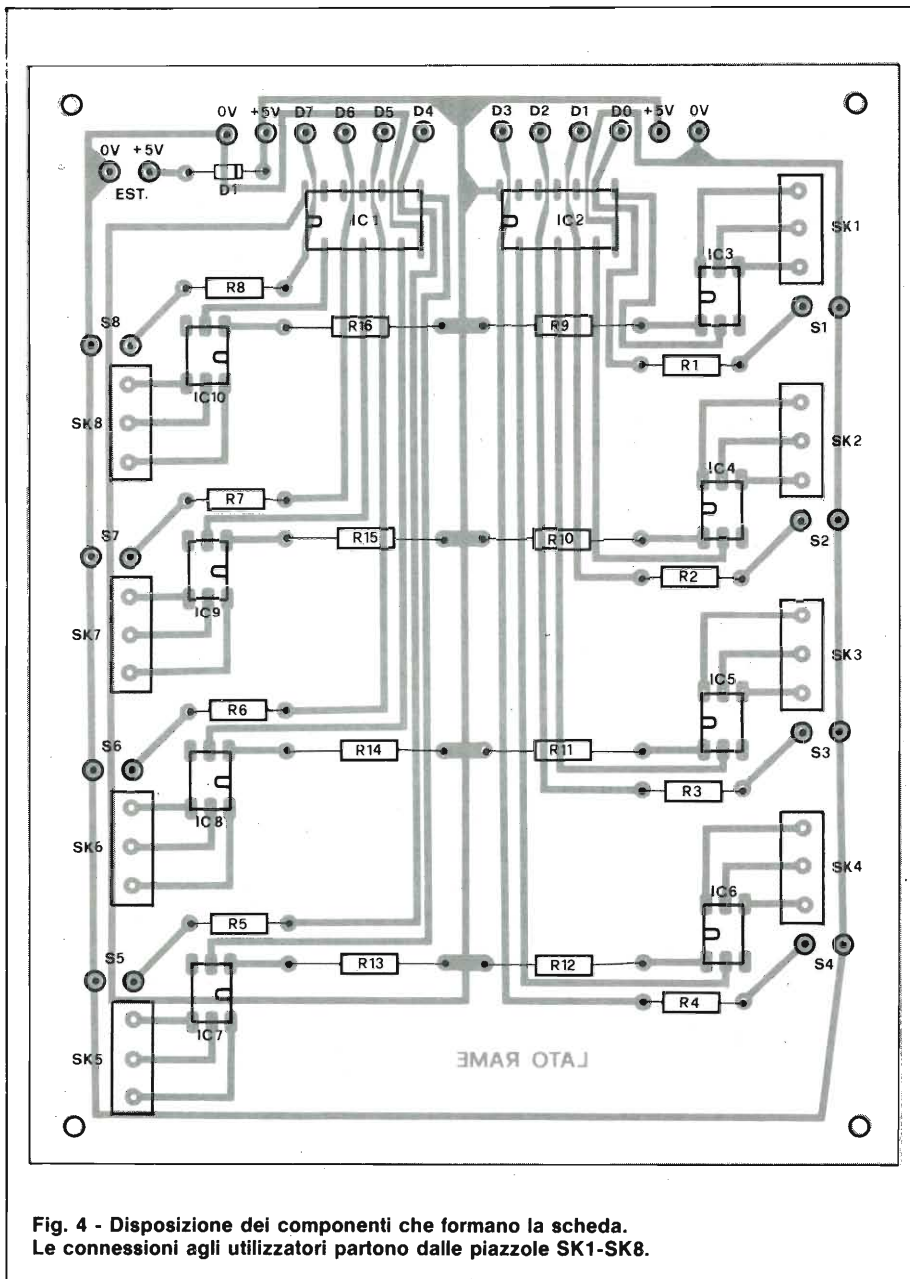 0V +5V D7 D6 D5 D4 D3 D2 D1 D0 +5V 0V
0V +5V
EST.
D1
IC1
IC2
SK1
IC3
R8
S8
R16
R9
S1
R1
IC10
SK8
SK2
IC4
R7
S7
R15
R10
S2
R2
IC9
SK7
SK3
IC5
R6
S6
R14
R11
S3
R3
IC8
SK6
SK4
IC6
R5
S5
R13
R12
S4
R4
IC7
SK5
LATO RAME
Fig. 4 - Disposizione dei componenti che formano la scheda.
Le connessioni agli utilizzatori partono dalle piazzole SK1-SK8.